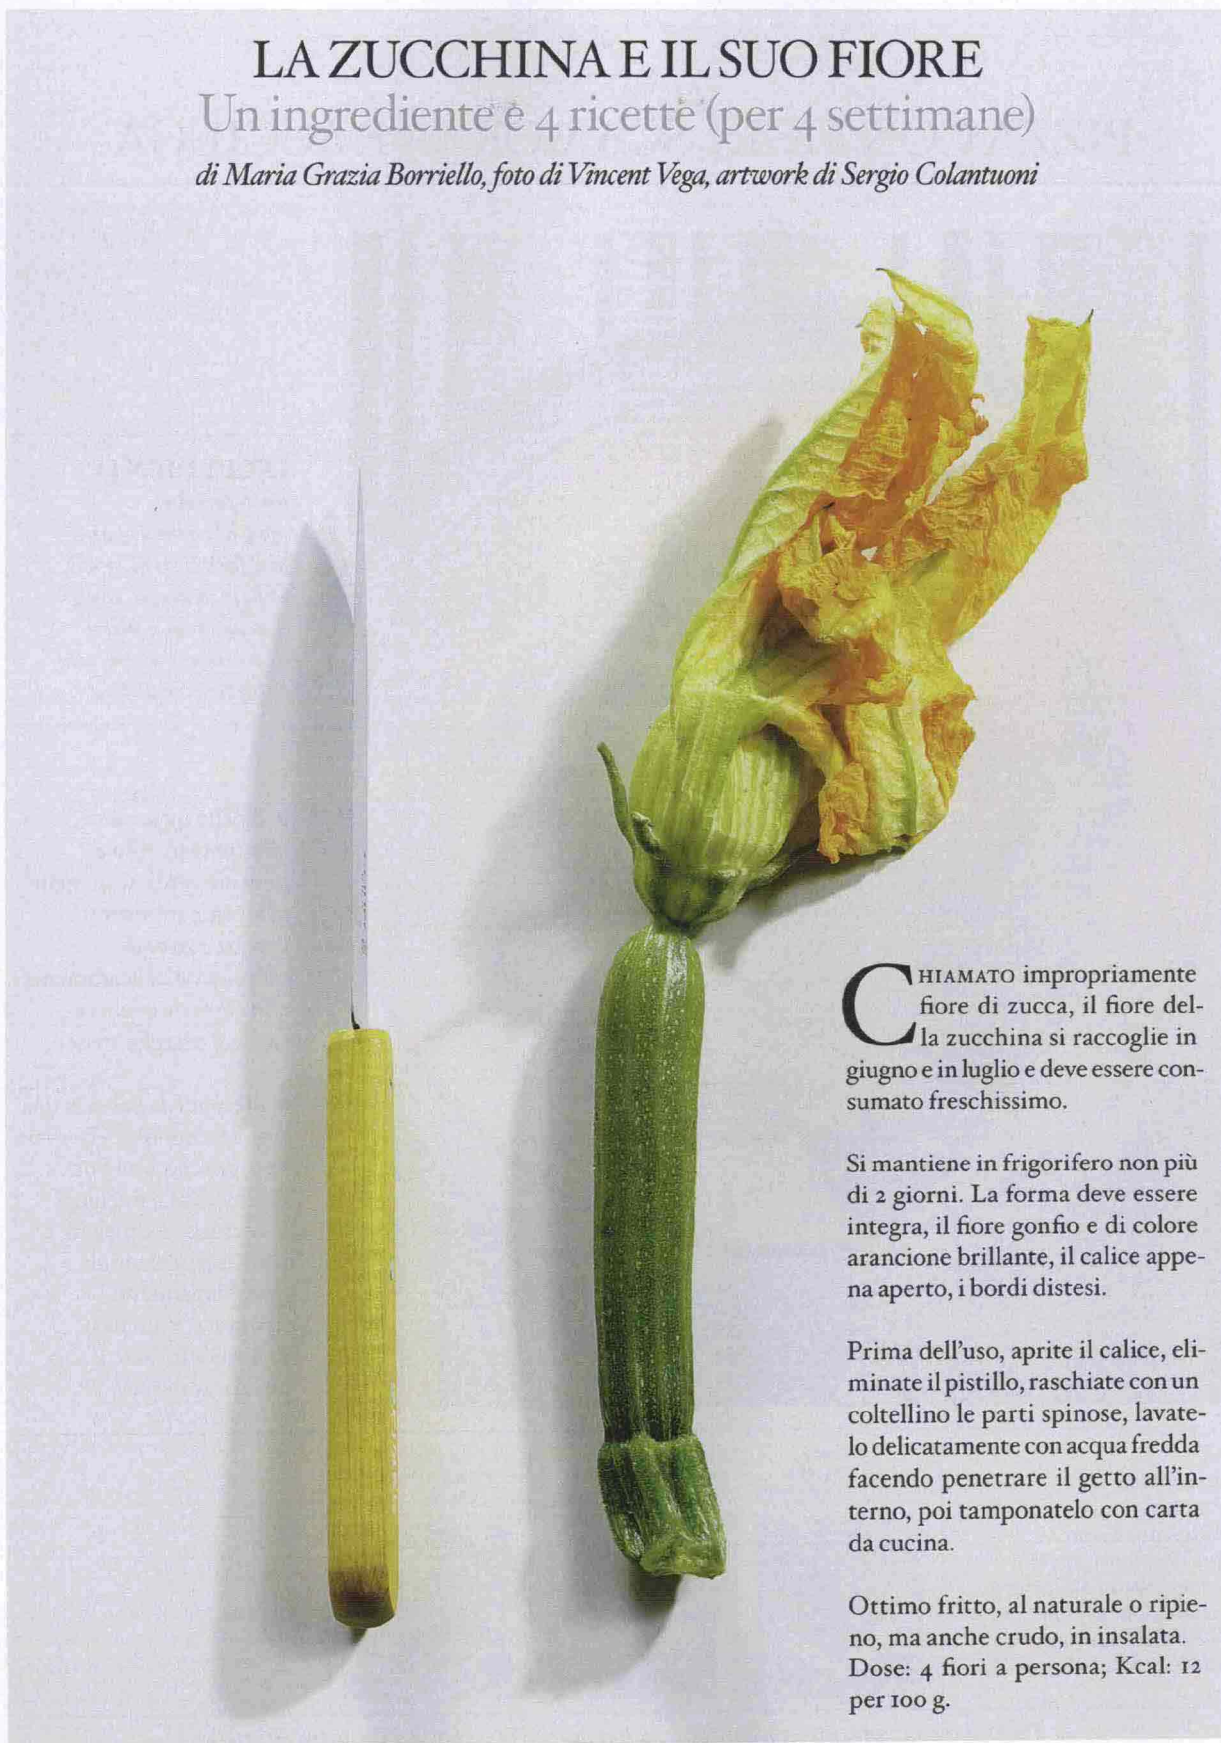 LA ZUCCHINA E IL SUO FIORE
Un ingrediente e 4 ricette (per 4 settimane)
di Maria Grazia Borriello, foto di Vincent Vega, artwork di Sergio Colantuoni
CHIAMATO impropriamente
fiore di zucca, il fiore del-
la zucchina si raccoglie in
giugno e in luglio e deve essere con-
sumato freschissimo.
Si mantiene in frigorifero non più
di 2 giorni. La forma deve essere
integra, il fiore gonfio e di colore
arancione brillante, il calice appe-
na aperto, i bordi distesi.
Prima dell'uso, aprite il calice, eli-
minate il pistillo, raschiate con un
coltellino le parti spinose, lavate-
lo delicatamente con acqua fredda
facendo penetrare il getto all'in-
terno, poi tamponatelo con carta
da cucina.
Ottimo fritto, al naturale o ripie-
no, ma anche crudo, in insalata.
Dose: 4 fiori a persona; Kcal: 12
per 100 g.